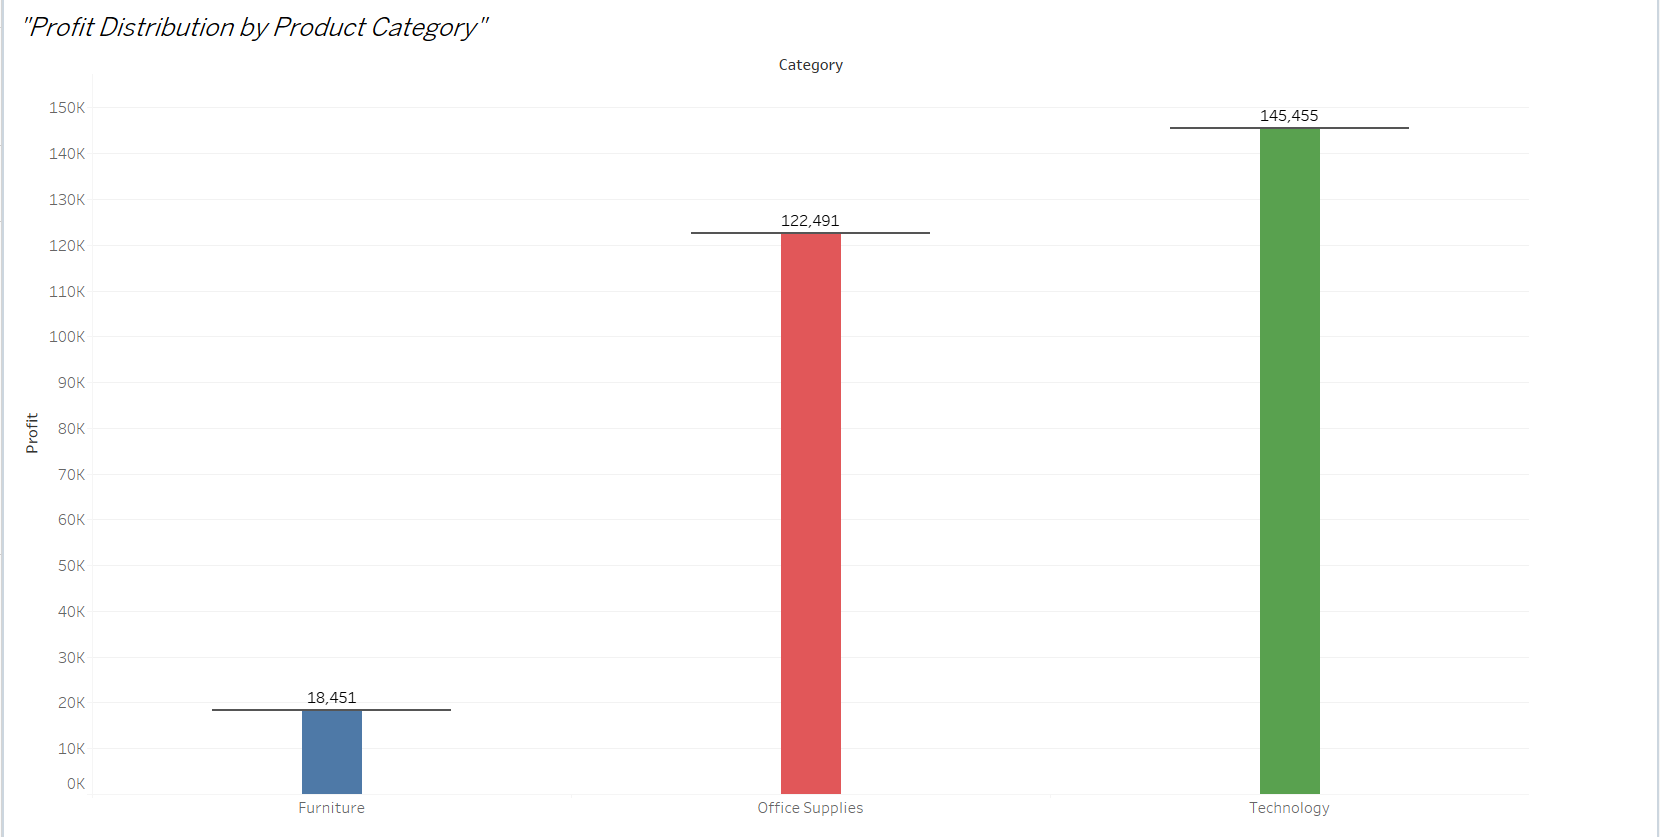 "Profit Distribution by Product Category"
Category
150K
140K
130K
120K
110K
100K
90K
80K
70K
60K
50K
40K
30K
20K
10K
0K
Profit
145,455
122,491
18,451
Furniture
Office Supplies
Technology